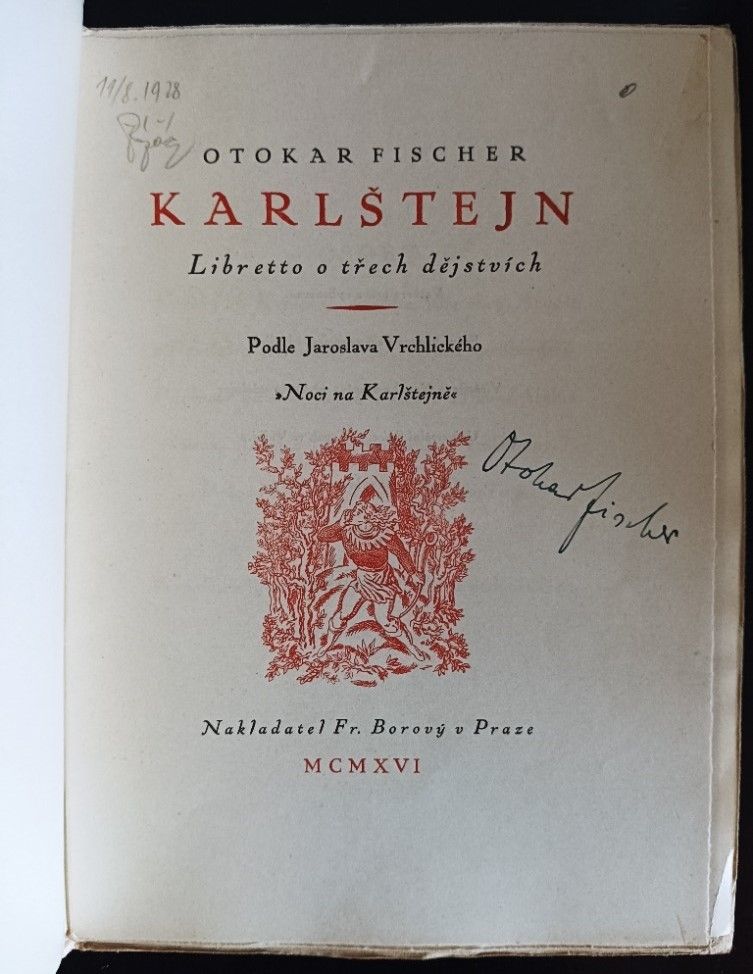 11/8. 1928
OTOKAR FISCHER
KARLŠTEJN
Libretto o třech dějstvích
Podle Jaroslava Vrchlického
»Noci na Karlštejně«
Otokar Fischer
Nakladatel Fr. Borový v Praze
MCMXVI